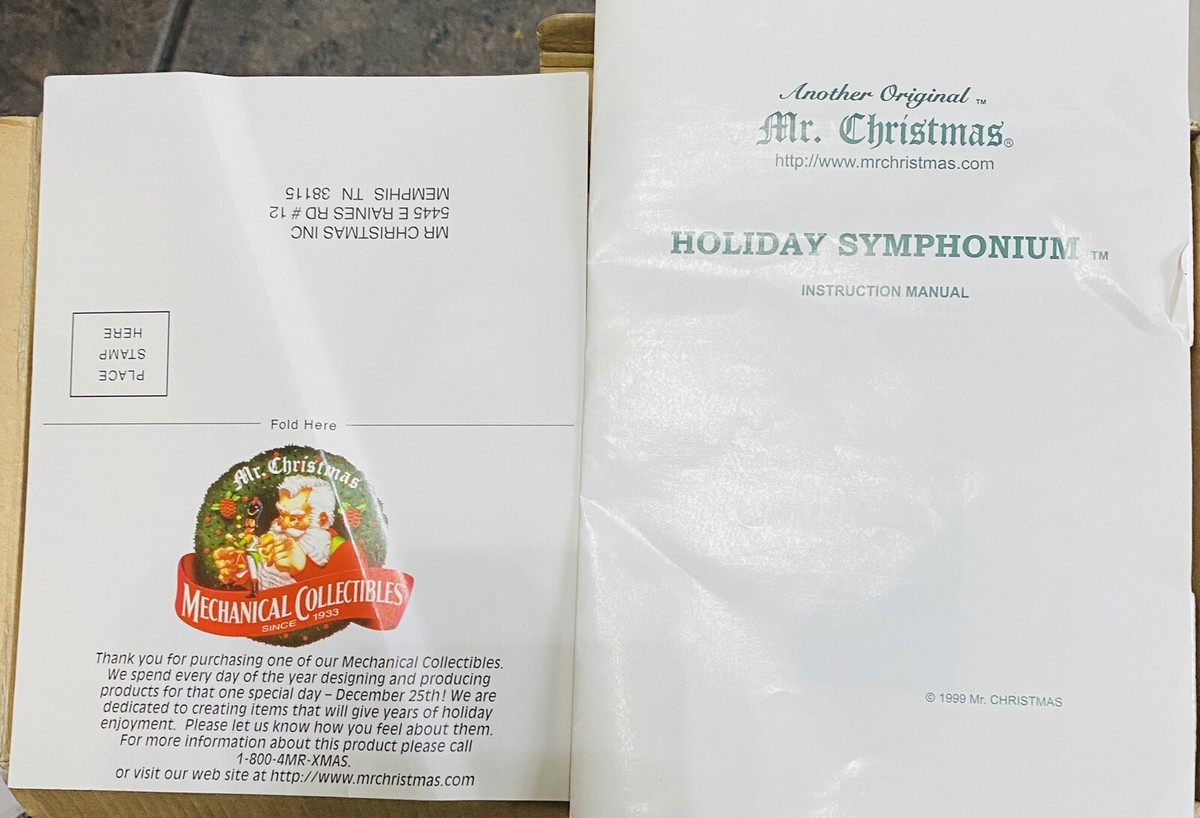 MR CHRISTMAS INC
5445 E RAINES RD # 12
MEMPHIS TN 38115
PLACE
STAMP
HERE
Fold Here
Mr. Christmas
MECHANICAL COLLECTIBLES
SINCE 1933
Thank you for purchasing one of our Mechanical Collectibles.
We spend every day of the year designing and producing
products for that one special day – December 25th! We are
dedicated to creating items that will give years of holiday
enjoyment. Please let us know how you feel about them.
For more information about this product please call
1-800-4MR-XMAS.
or visit our web site at http://www.mrchristmas.com
Another Original ™
Mr. Christmas®
http://www.mrchristmas.com
HOLIDAY SYMPHONIUM ™
INSTRUCTION MANUAL
© 1999 Mr. CHRISTMAS